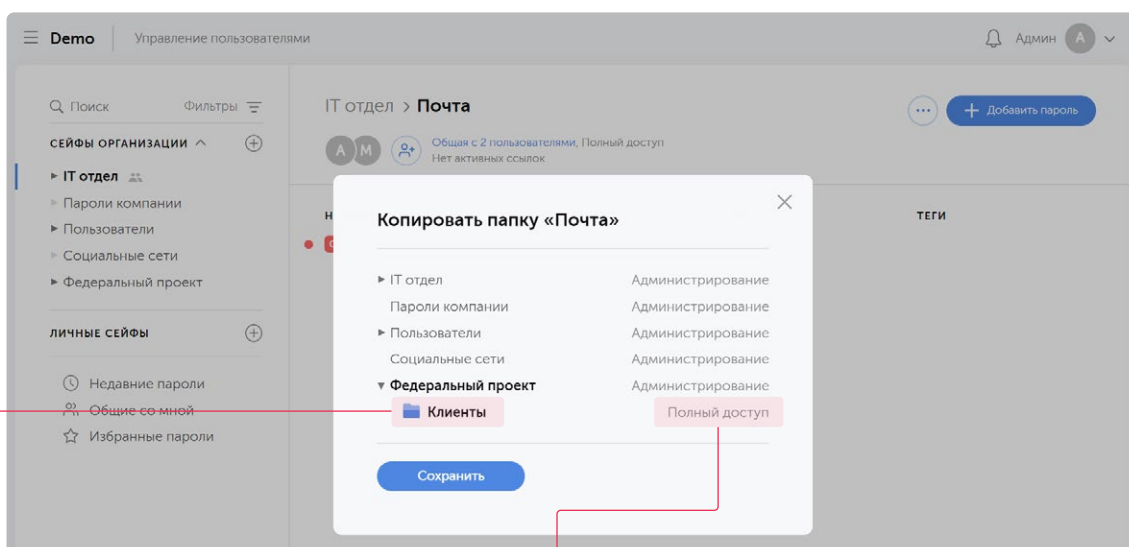 Demo Управление пользователями Админ А
Поиск Фильтры
IT отдел > Почта
... + Добавить пароль
СЕЙФЫ ОРГАНИЗАЦИИ
А М Общая с 2 пользователями, Полный доступ
Нет активных ссылок
IT отдел
Пароли компании
Пользователи
Социальные сети
Федеральный проект
ЛИЧНЫЕ СЕЙФЫ
Недавние пароли
Общие со мной
Избранные пароли
ТЕГИ
Копировать папку «Почта»
IT отдел Администрирование
Пароли компании Администрирование
Пользователи Администрирование
Социальные сети Администрирование
Федеральный проект Администрирование
Клиенты Полный доступ
Сохранить